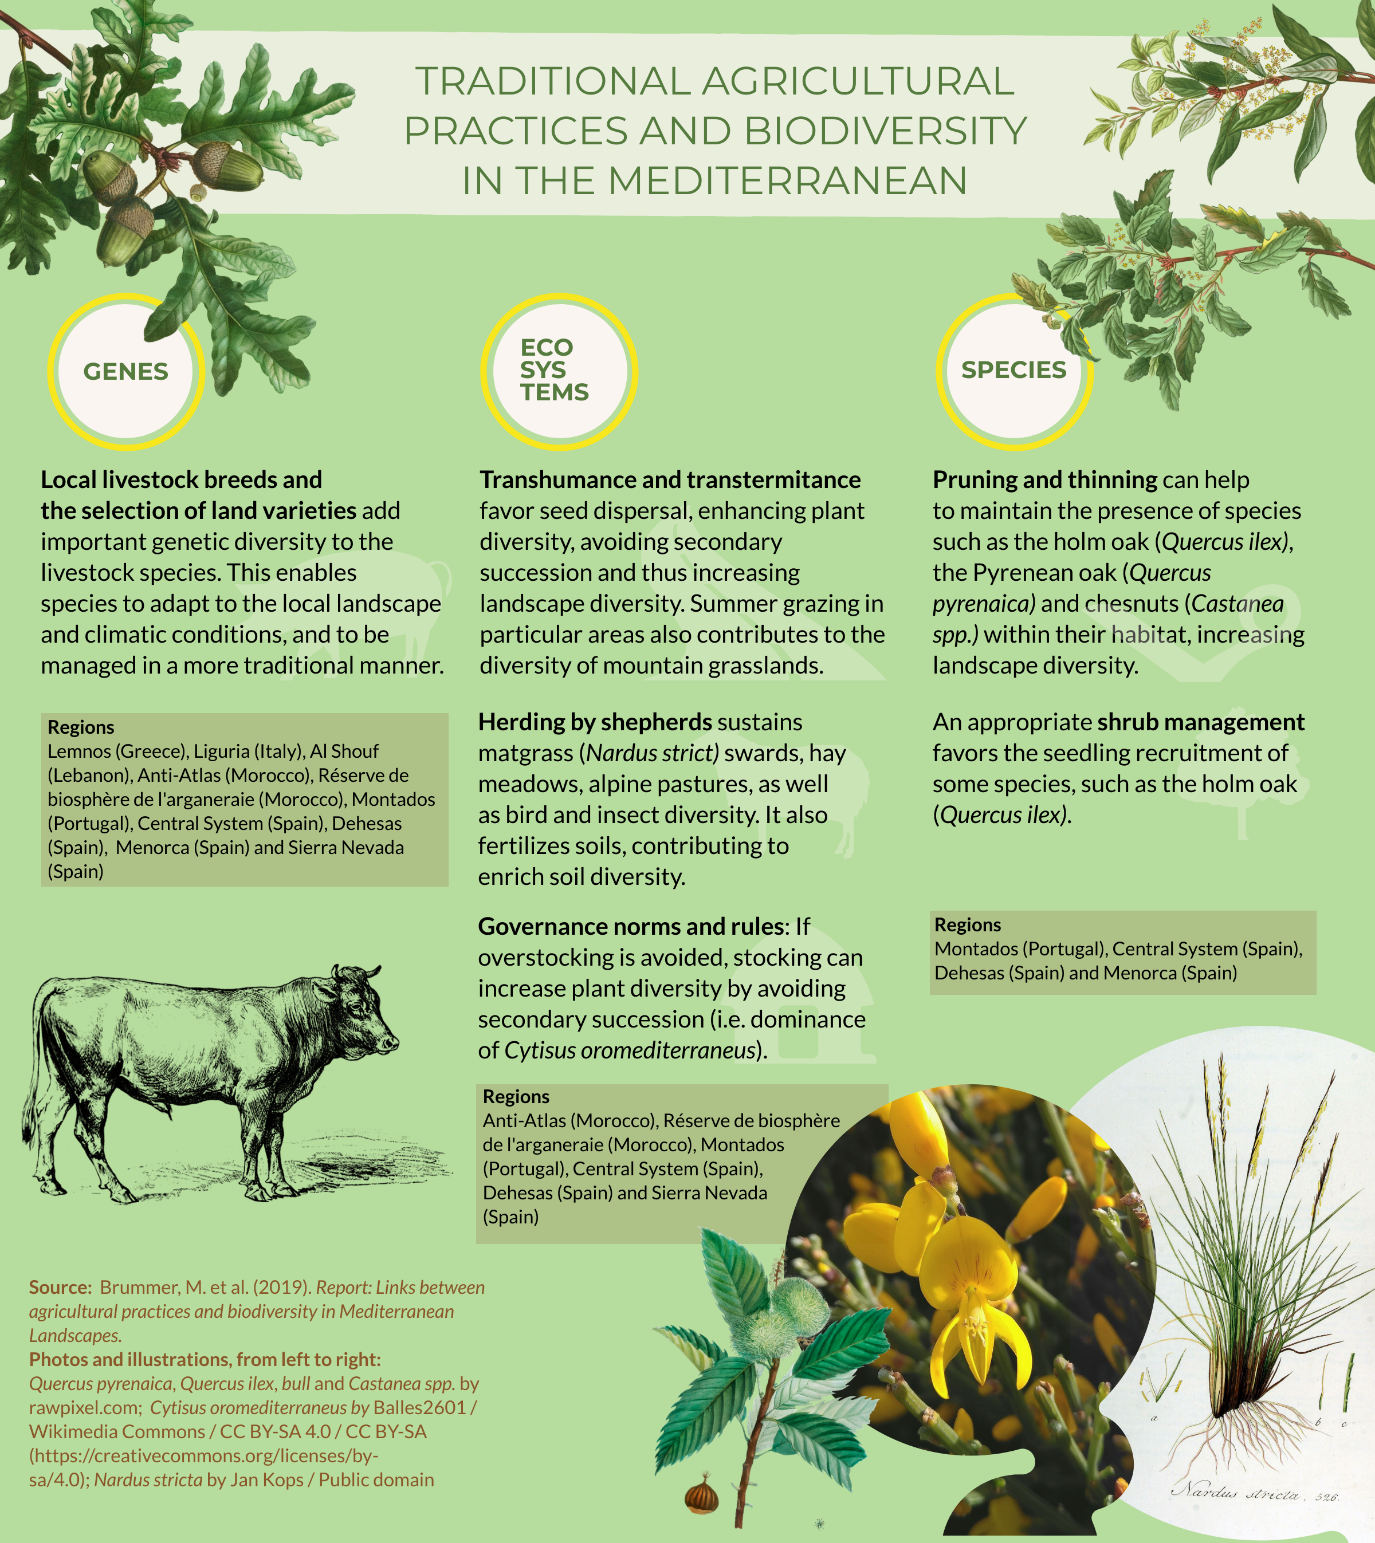 TRADITIONAL AGRICULTURAL
PRACTICES AND BIODIVERSITY
IN THE MEDITERRANEAN
GENES
Local livestock breeds and
the selection of land varieties add
important genetic diversity to the
livestock species. This enables
species to adapt to the local landscape
and climatic conditions, and to be
managed in a more traditional manner.
Regions
Lemnos (Greece), Liguria (Italy), Al Shouf
(Lebanon), Anti-Atlas (Morocco), Réserve de
biosphère de l'arganeraie (Morocco), Montados
(Portugal), Central System (Spain), Dehesas
(Spain), Menorca (Spain) and Sierra Nevada
(Spain)
ECO
SYS
TEMS
Transhumance and transtermitance
favor seed dispersal, enhancing plant
diversity, avoiding secondary
succession and thus increasing
landscape diversity. Summer grazing in
particular areas also contributes to the
diversity of mountain grasslands.
Herding by shepherds sustains
matgrass (Nardus strict) swards, hay
meadows, alpine pastures, as well
as bird and insect diversity. It also
fertilizes soils, contributing to
enrich soil diversity.
Governance norms and rules: If
overstocking is avoided, stocking can
increase plant diversity by avoiding
secondary succession (i.e. dominance
of Cytisus oromediterraneus).
Regions
Anti-Atlas (Morocco), Réserve de biosphère
de l'arganeraie (Morocco), Montados
(Portugal), Central System (Spain),
Dehesas (Spain) and Sierra Nevada
(Spain)
SPECIES
Pruning and thinning can help
to maintain the presence of species
such as the holm oak (Quercus ilex),
the Pyrenean oak (Quercus
pyrenaica) and chesnuts (Castanea
spp.) within their habitat, increasing
landscape diversity.
An appropriate shrub management
favors the seedling recruitment of
some species, such as the holm oak
(Quercus ilex).
Regions
Montados (Portugal), Central System (Spain),
Dehesas (Spain) and Menorca (Spain)
Source: Brummer, M. et al. (2019). Report: Links between
agricultural practices and biodiversity in Mediterranean
Landscapes.
Photos and illustrations, from left to right:
Quercus pyrenaica, Quercus ilex, bull and Castanea spp. by
rawpixel.com; Cytisus oromediterraneus by Balles2601 /
Wikimedia Commons / CC BY-SA 4.0 / CC BY-SA
(https://creativecommons.org/licenses/by-
sa/4.0); Nardus stricta by Jan Kops / Public domain
a
b
c
Nardus stricta. 526.